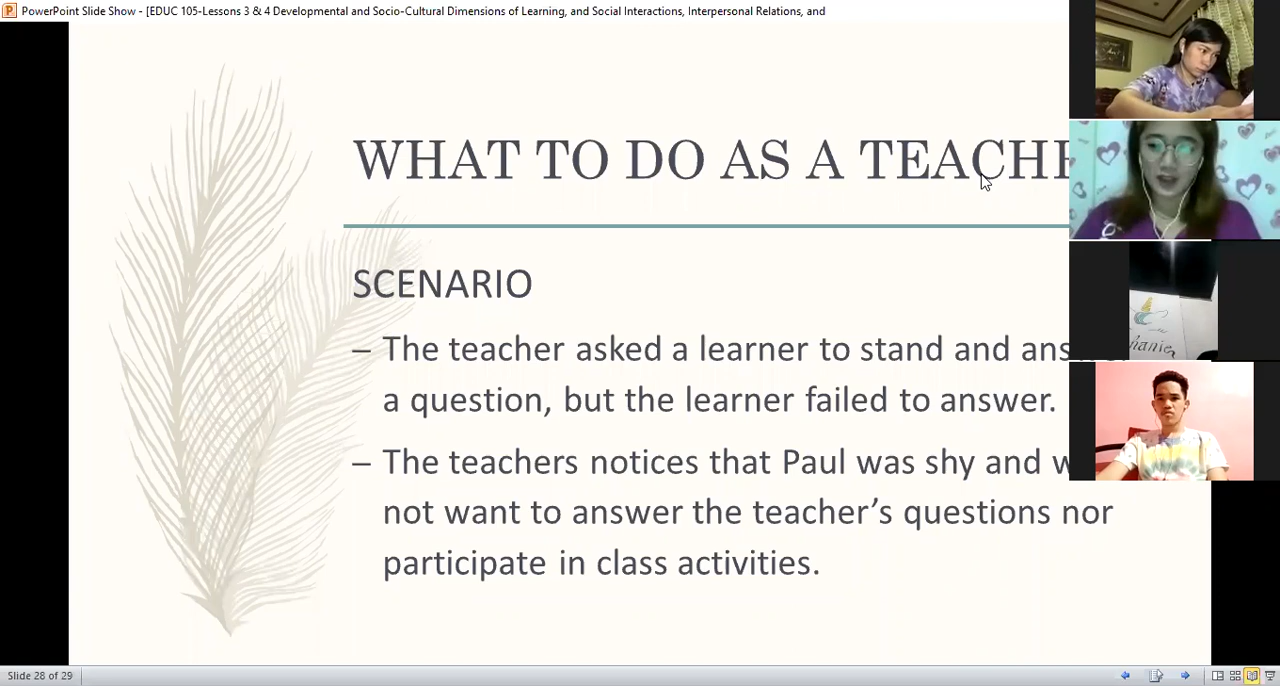 PowerPoint Slide Show - [EDUC 105-Lessons 3 & 4 Developmental and Socio-Cultural Dimensions of Learning, and Social Interactions, Interpersonal Relations, and
WHAT TO DO AS A TEACHE
SCENARIO
– The teacher asked a learner to stand and
a question, but the learner failed to answer.
– The teachers notices that Paul was shy and
not want to answer the teacher’s questions nor
participate in class activities.
Slide 28 of 29